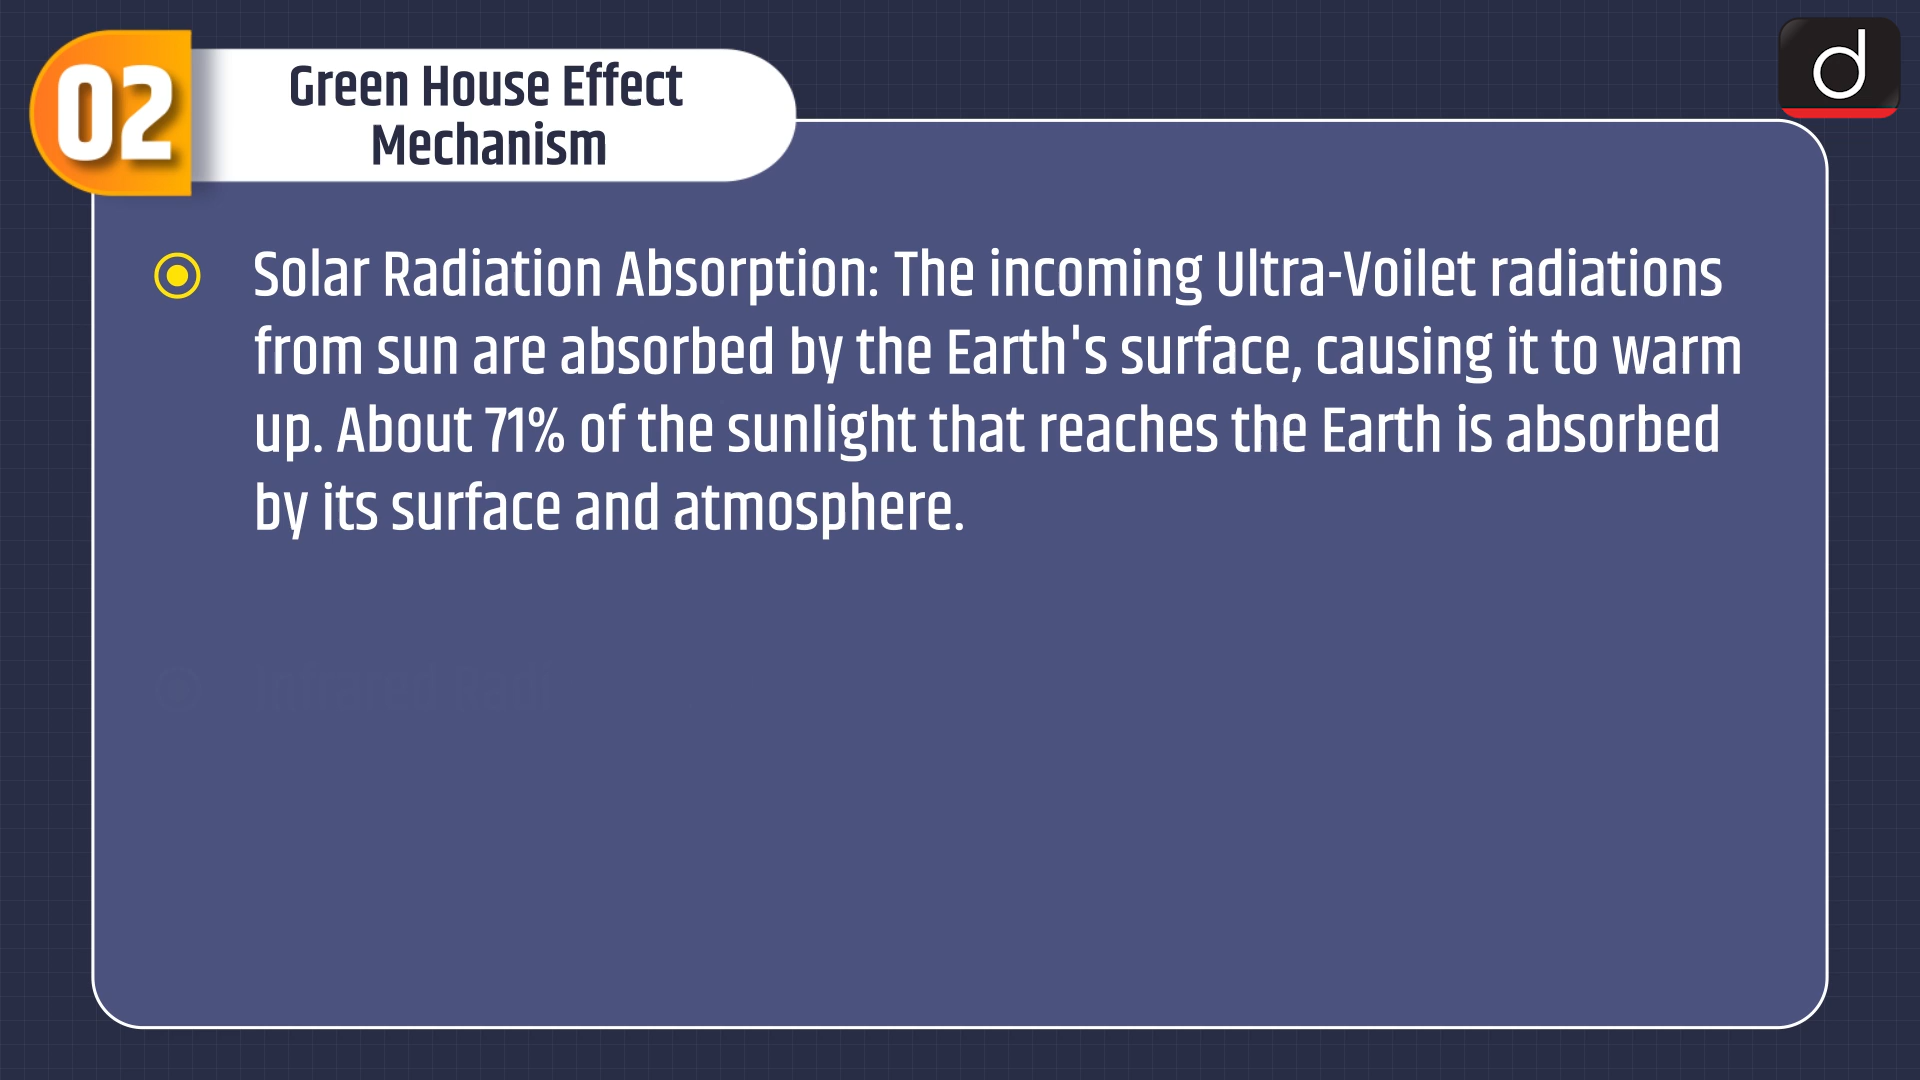 02
Green House Effect
Mechanism
d
Solar Radiation Absorption: The incoming Ultra-Voilet radiations
from sun are absorbed by the Earth's surface, causing it to warm
up. About 71% of the sunlight that reaches the Earth is absorbed
by its surface and atmosphere.
Infrared Radi